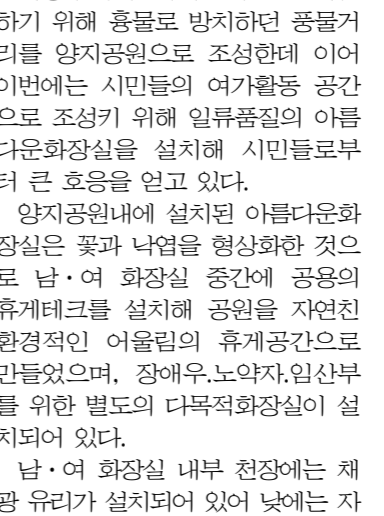 하기 위해 흉물로 방치하던 풍물거
리를 양지공원으로 조성한데 이어
이번에는 시민들의 여가활동 공간
으로 조성키 위해 일류품질의 아름
다운화장실을 설치해 시민들로부
터 큰 호응을 얻고 있다.
양지공원내에 설치된 아름다운화
장실은 꽃과 낙엽을 형상화한 것으
로 남·여 화장실 중간에 공용의
휴게테크를 설치해 공원을 자연친
환경적인 어울림의 휴게공간으로
만들었으며, 장애우.노약자.임산부
를 위한 별도의 다목적화장실이 설
치되어 있다.
남·여 화장실 내부 천장에는 채
광 유리가 설치되어 있어 낮에는 자